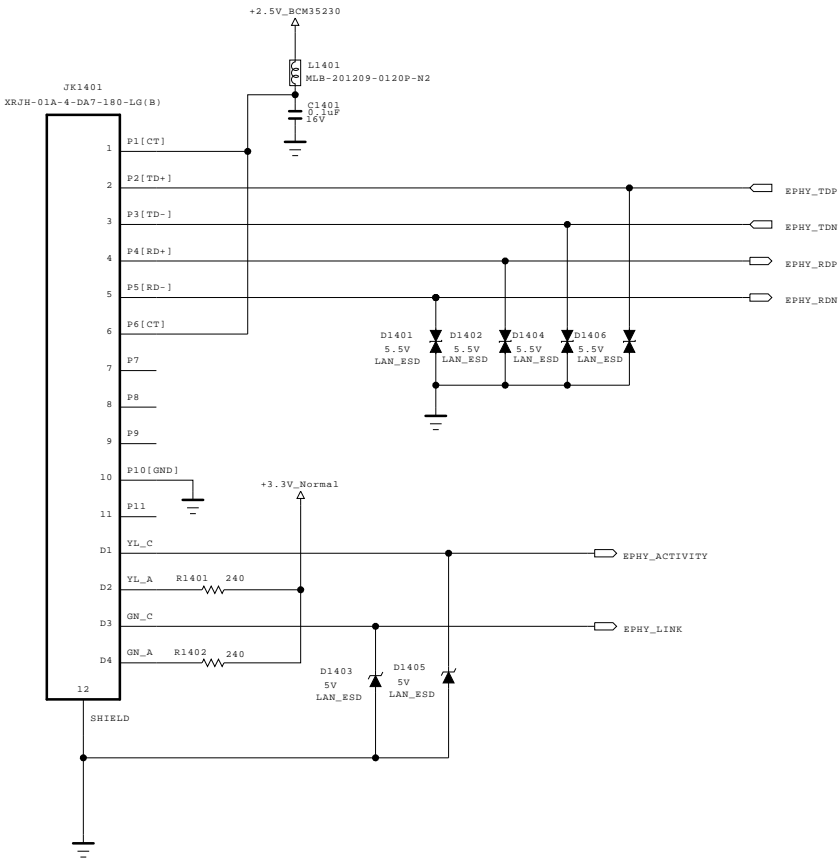 +2.5V_BCM35230
L1401
MLB-201209-0120P-N2
JK1401
XRJH-01A-4-DA7-180-LG(B)
C1401
0.1uF
16V
1 P1[CT]
2 P2[TD+] EPHY_TDP
3 P3[TD-] EPHY_TDN
4 P4[RD+] EPHY_RDP
5 P5[RD-] EPHY_RDN
6 P6[CT]
D1401 D1402 D1404 D1406
5.5V 5.5V 5.5V 5.5V
LAN_ESD LAN_ESD LAN_ESD LAN_ESD
7 P7
8 P8
9 P9
10 P10[GND]
+3.3V_Normal
11 P11
D1 YL_C EPHY_ACTIVITY
D2 YL_A R1401 240
D3 GN_C EPHY_LINK
D4 GN_A R1402 240
D1403 D1405
5V 5V
LAN_ESD LAN_ESD
12
SHIELD